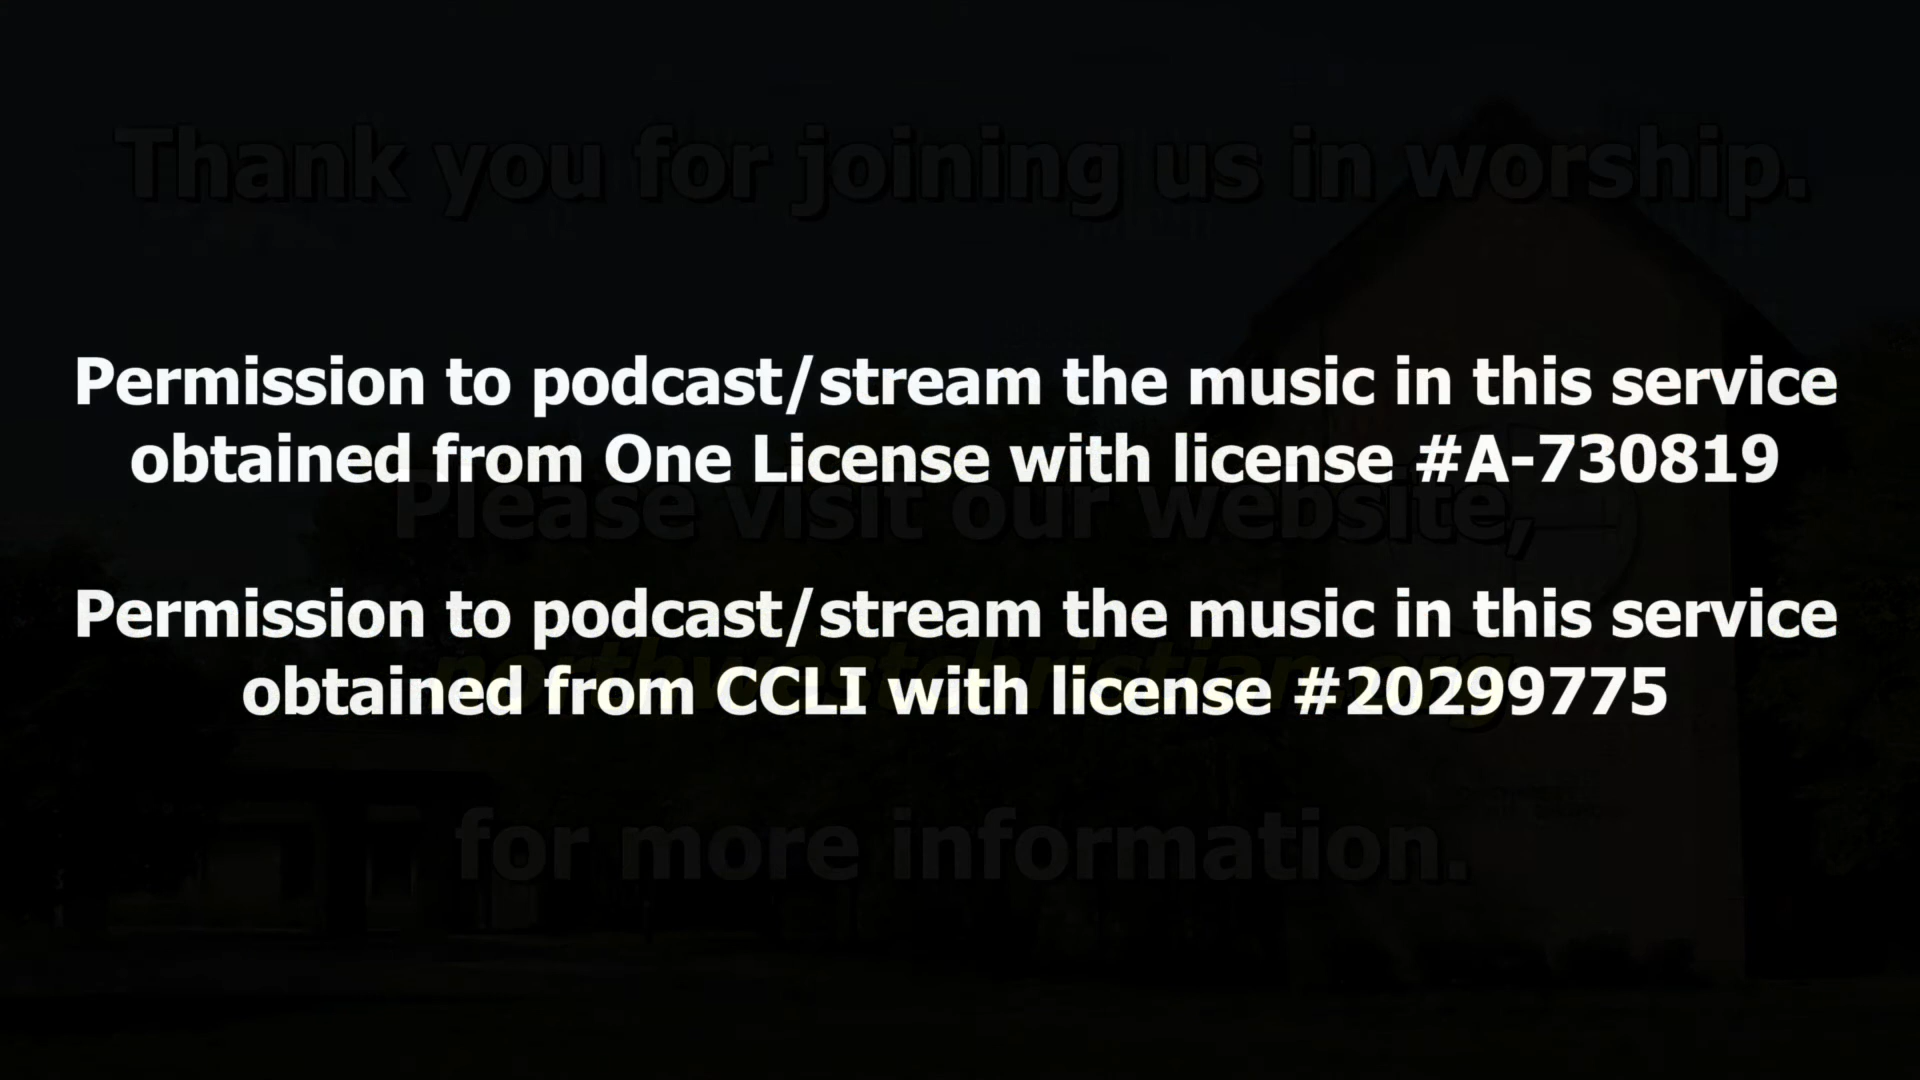 Thank you for joining us in worship.
Permission to podcast/stream the music in this service
obtained from One License with license #A-730819
Please visit our website,
Permission to podcast/stream the music in this service
obtained from CCLI with license #20299775
northwestchristian.org
for more information.